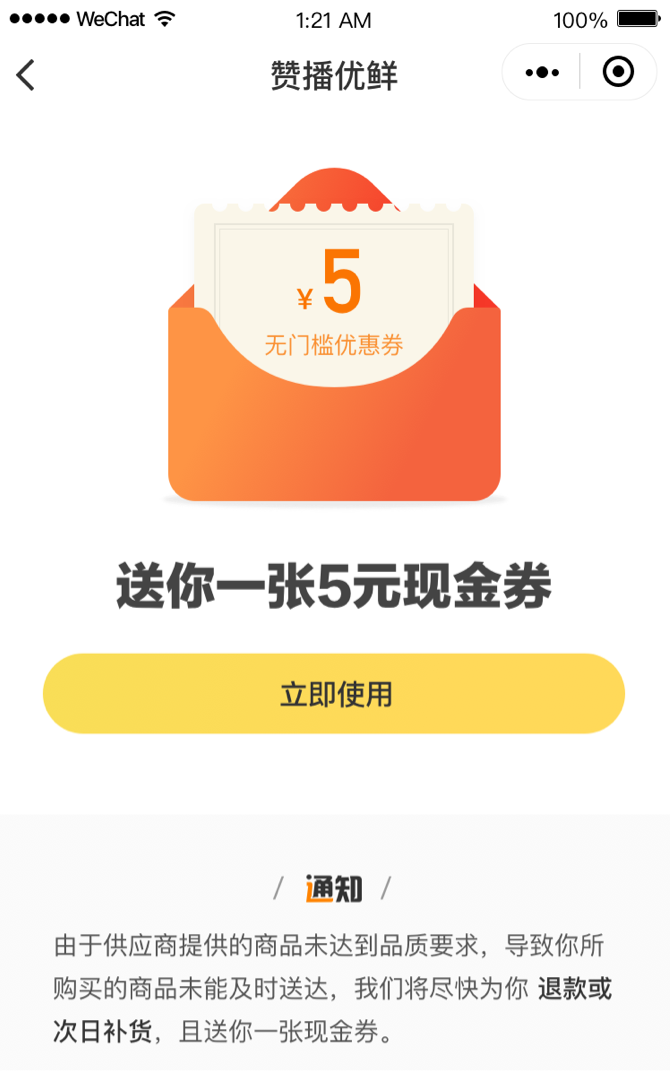 WeChat 1:21 AM 100%
赞播优鲜
¥5
无门槛优惠券
送你一张5元现金券
立即使用
/ 通知 /
由于供应商提供的商品未达到品质要求，导致你所
购买的商品未能及时送达，我们将尽快为你 退款或
次日补货，且送你一张现金券。